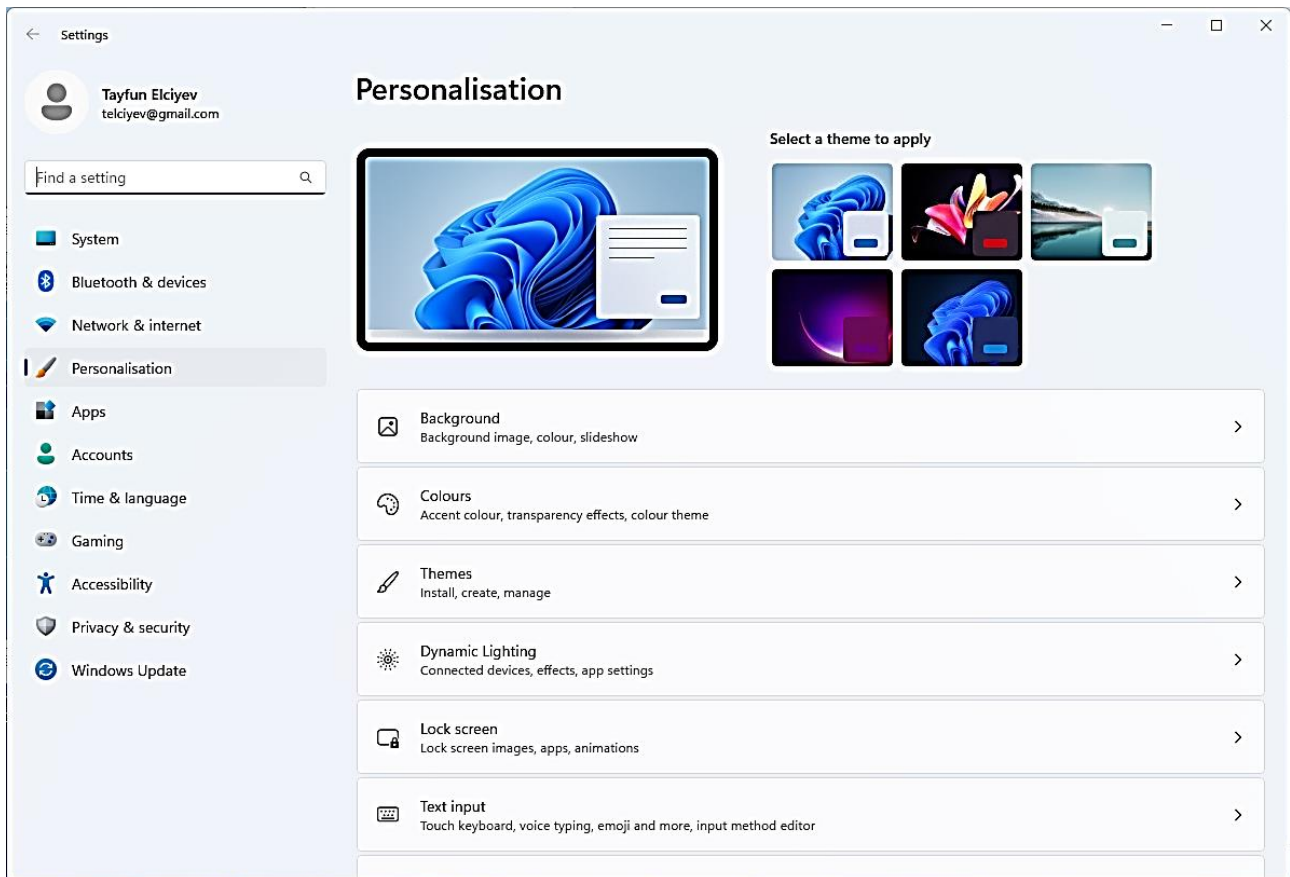 Settings
Tayfun Elciyev
telciyev@gmail.com
Find a setting
System
Bluetooth & devices
Network & internet
Personalisation
Apps
Accounts
Time & language
Gaming
Accessibility
Privacy & security
Windows Update
Personalisation
Select a theme to apply
Background
Background image, colour, slideshow
Colours
Accent colour, transparency effects, colour theme
Themes
Install, create, manage
Dynamic Lighting
Connected devices, effects, app settings
Lock screen
Lock screen images, apps, animations
Text input
Touch keyboard, voice typing, emoji and more, input method editor